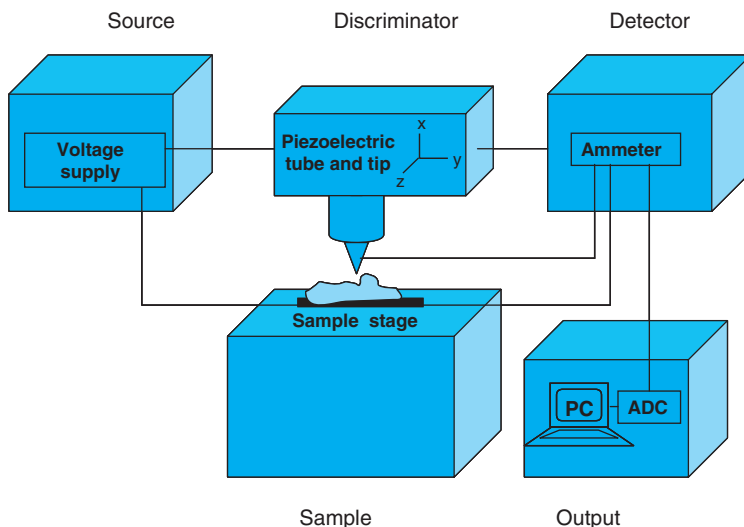 Source
Discriminator
Detector
Voltage
supply
Piezoelectric
tube and tip
x
y
z
Ammeter
Sample stage
PC
ADC
Sample
Output